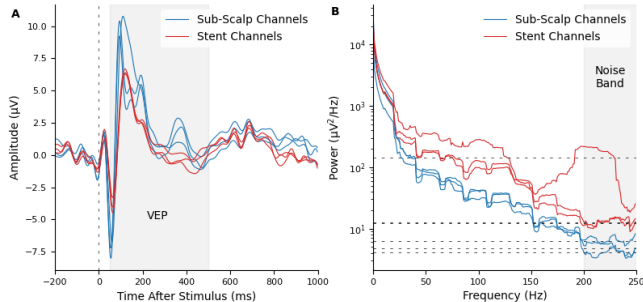 A
Sub-Scalp Channels
Stent Channels
VEP
Amplitude (μV)
10.0
7.5
5.0
2.5
0.0
−2.5
−5.0
−7.5
−200
0
200
400
600
800
1000
Time After Stimulus (ms)
B
Sub-Scalp Channels
Stent Channels
Noise
Band
Power (μV²/Hz)
10⁴
10³
10²
10¹
0
50
100
150
200
250
Frequency (Hz)